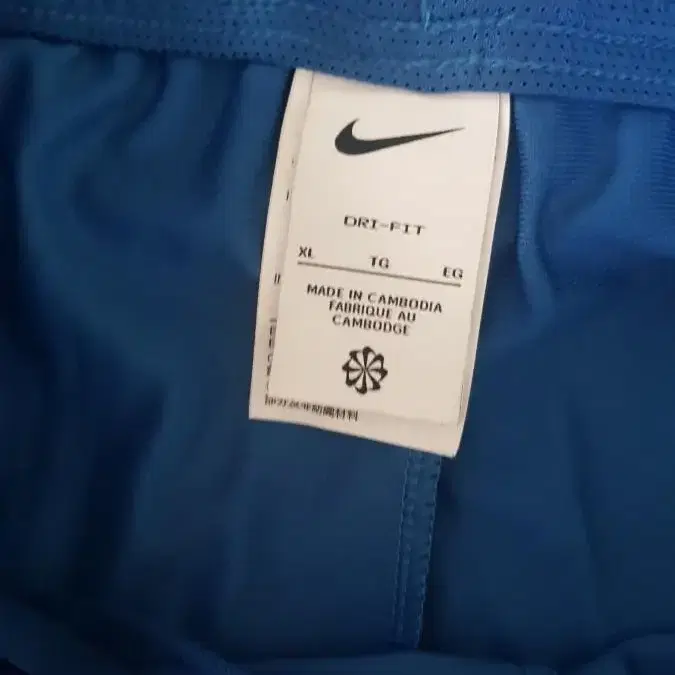 DRI-FIT
XL TG EG
MADE IN CAMBODIA
FABRIQUE AU
CAMBODGE